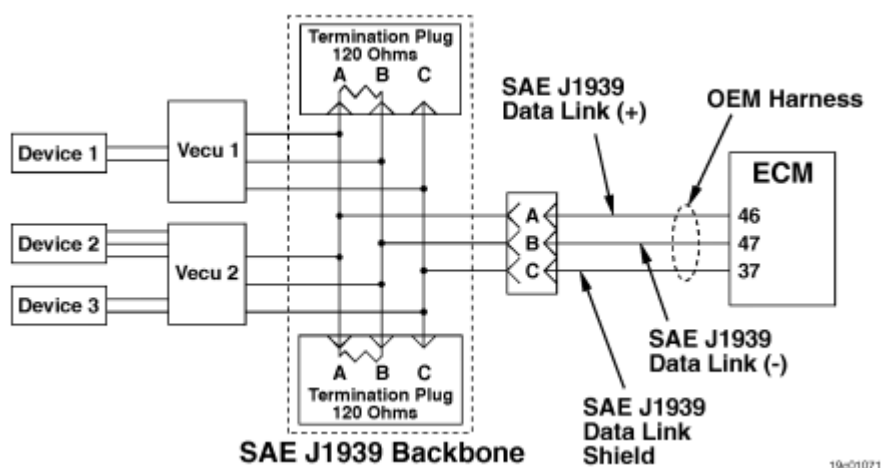 Termination Plug
120 Ohms
A B C
SAE J1939
Data Link (+)
OEM Harness
Device 1
Vecu 1
ECM
A
46
Device 2
B
47
Vecu 2
C
37
Device 3
SAE J1939
Data Link (-)
A B C
Termination Plug
120 Ohms
SAE J1939
Data Link
Shield
SAE J1939 Backbone
19c01071